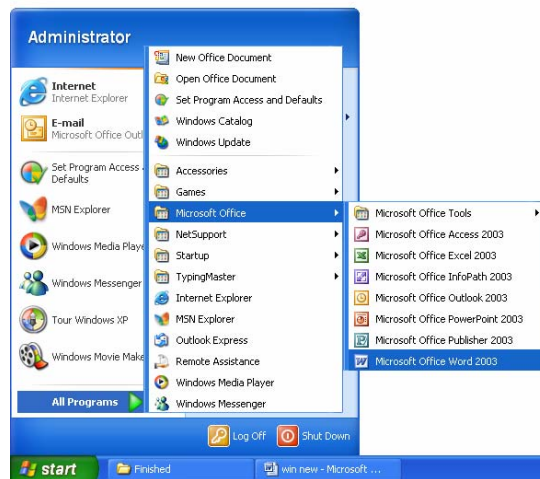 Administrator
Internet
Internet Explorer
E-mail
Microsoft Office Outl
Set Program Access
Defaults
MSN Explorer
Windows Media Playe
Windows Messenger
Tour Windows XP
Windows Movie Make
All Programs
New Office Document
Open Office Document
Set Program Access and Defaults
Windows Catalog
Windows Update
Accessories
Games
Microsoft Office
NetSupport
Startup
TypingMaster
Internet Explorer
MSN Explorer
Outlook Express
Remote Assistance
Windows Media Player
Windows Messenger
Microsoft Office Tools
Microsoft Office Access 2003
Microsoft Office Excel 2003
Microsoft Office InfoPath 2003
Microsoft Office Outlook 2003
Microsoft Office PowerPoint 2003
Microsoft Office Publisher 2003
Microsoft Office Word 2003
Log Off Shut Down
start Finished win new - Microsoft ...